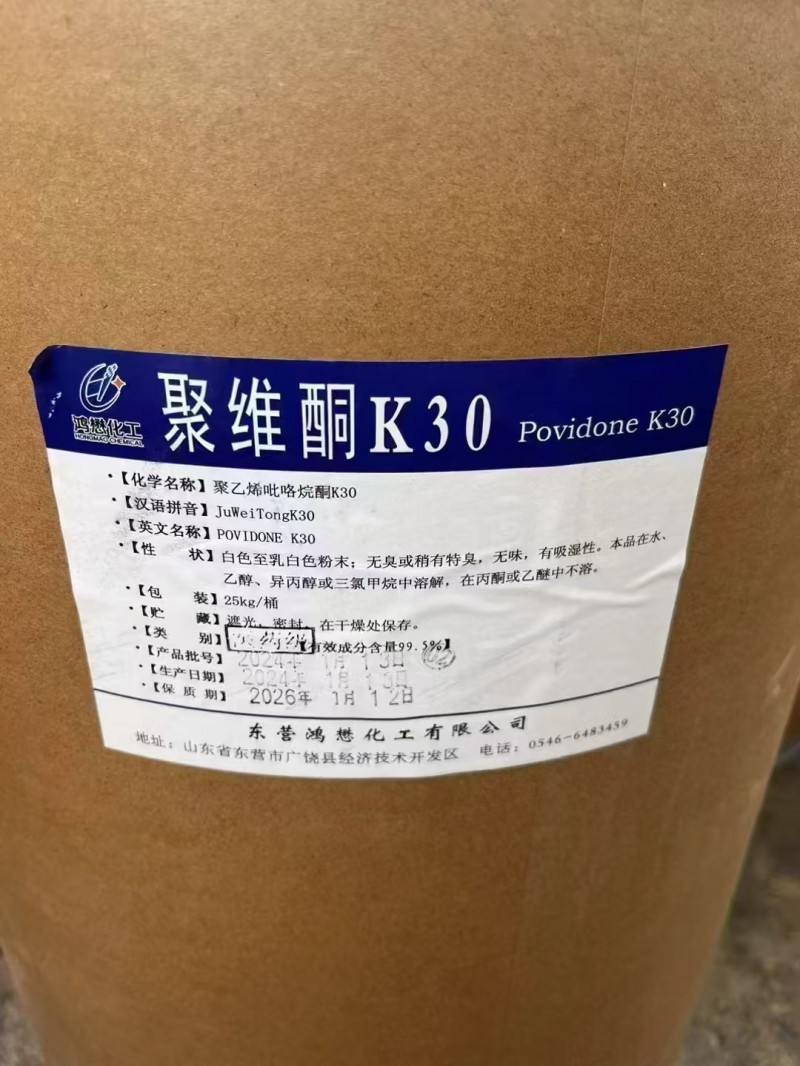 鸿懋化工
HONGMAO CHEMICAL
聚维酮K30 Povidone K30
·【化学名称】聚乙烯吡咯烷酮K30
·【汉语拼音】JuWeiTongK30
·【英文名称】POVIDONE K30
·【性 状】白色至乳白色粉末；无臭或稍有特臭，无味，有吸湿性。本品在水、
乙醇、异丙醇或三氯甲烷中溶解，在丙酮或乙醚中不溶。
·【包 装】25kg/桶
·【贮 藏】遮光，密封，在干燥处保存。
·【类 别】【有效成分含量99.5%】
·【产品批号】2024年 1月 13日
·【生产日期】2024年 1月 13日
·【保 质 期】2026年 1月 12日
东营鸿懋化工有限公司
地址：山东省东营市广饶县经济技术开发区 电话：0546-6483459